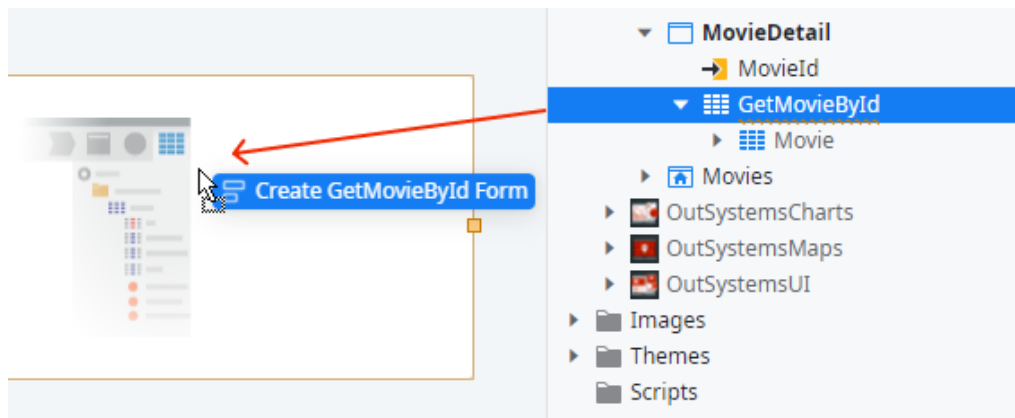 MovieDetail
MovieId
GetMovieById
Movie
Movies
OutSystemsCharts
OutSystemsMaps
OutSystemsUI
Images
Themes
Scripts
Create GetMovieById Form